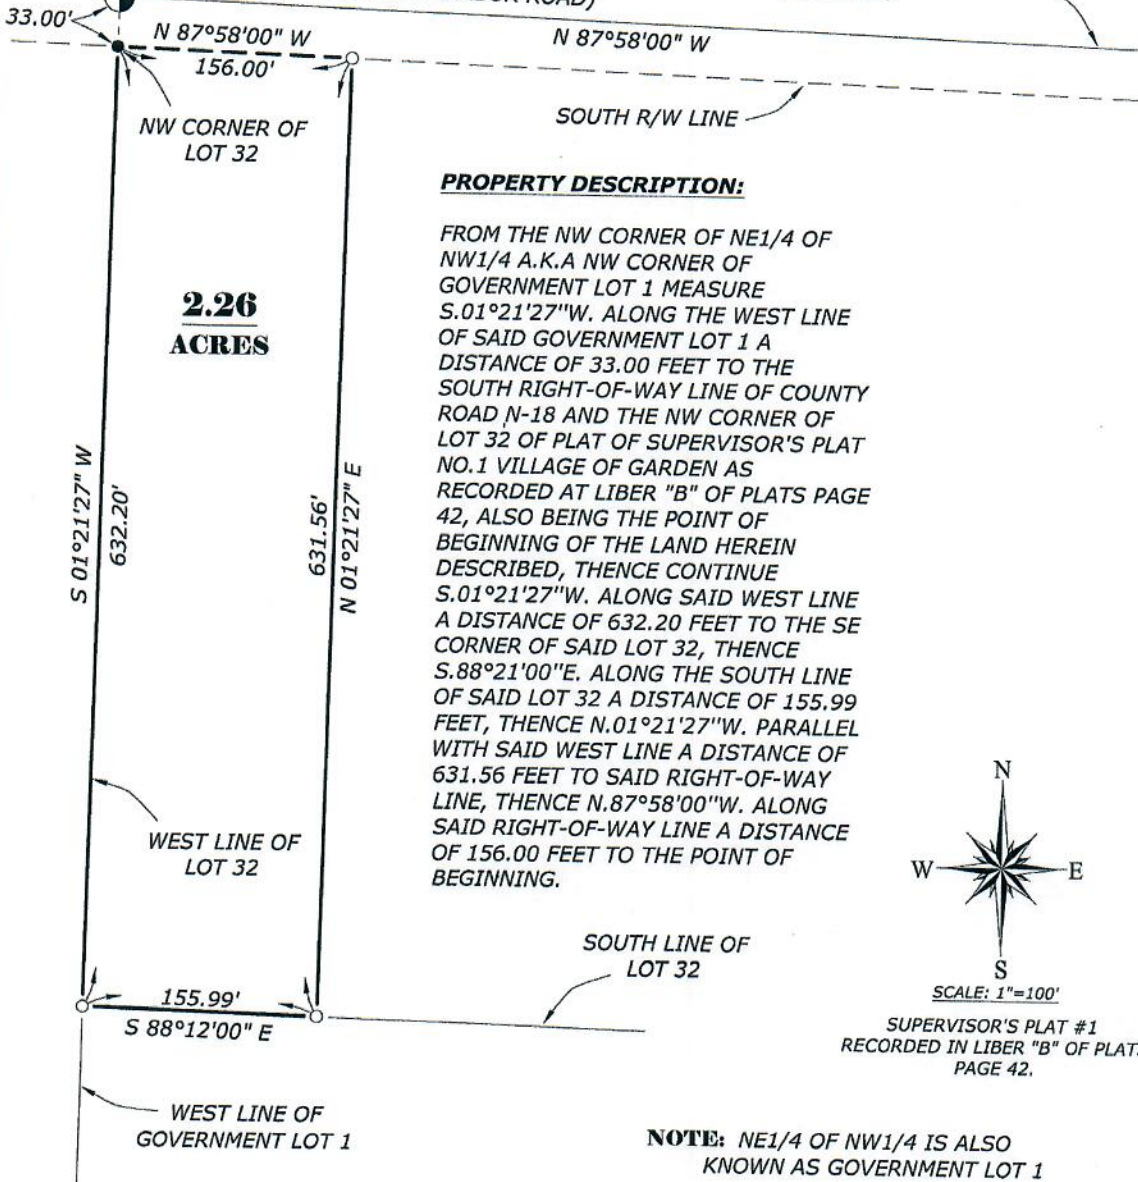 33.00'
ROAD)
N 87°58'00" W
156.00'
N 87°58'00" W
SOUTH R/W LINE
NW CORNER OF
LOT 32
2.26
ACRES
S 01°21'27" W
632.20'
631.56'
N 01°21'27" E
PROPERTY DESCRIPTION:
FROM THE NW CORNER OF NE1/4 OF
NW1/4 A.K.A NW CORNER OF
GOVERNMENT LOT 1 MEASURE
S.01°21'27"W. ALONG THE WEST LINE
OF SAID GOVERNMENT LOT 1 A
DISTANCE OF 33.00 FEET TO THE
SOUTH RIGHT-OF-WAY LINE OF COUNTY
ROAD N-18 AND THE NW CORNER OF
LOT 32 OF PLAT OF SUPERVISOR'S PLAT
NO.1 VILLAGE OF GARDEN AS
RECORDED AT LIBER "B" OF PLATS PAGE
42, ALSO BEING THE POINT OF
BEGINNING OF THE LAND HEREIN
DESCRIBED, THENCE CONTINUE
S.01°21'27"W. ALONG SAID WEST LINE
A DISTANCE OF 632.20 FEET TO THE SE
CORNER OF SAID LOT 32, THENCE
S.88°21'00"E. ALONG THE SOUTH LINE
OF SAID LOT 32 A DISTANCE OF 155.99
FEET, THENCE N.01°21'27"W. PARALLEL
WITH SAID WEST LINE A DISTANCE OF
631.56 FEET TO SAID RIGHT-OF-WAY
LINE, THENCE N.87°58'00"W. ALONG
SAID RIGHT-OF-WAY LINE A DISTANCE
OF 156.00 FEET TO THE POINT OF
BEGINNING.
WEST LINE OF
LOT 32
SOUTH LINE OF
LOT 32
155.99'
S 88°12'00" E
WEST LINE OF
GOVERNMENT LOT 1
N
W E
S
SCALE: 1"=100'
SUPERVISOR'S PLAT #1
RECORDED IN LIBER "B" OF PLATS
PAGE 42.
NOTE: NE1/4 OF NW1/4 IS ALSO
KNOWN AS GOVERNMENT LOT 1